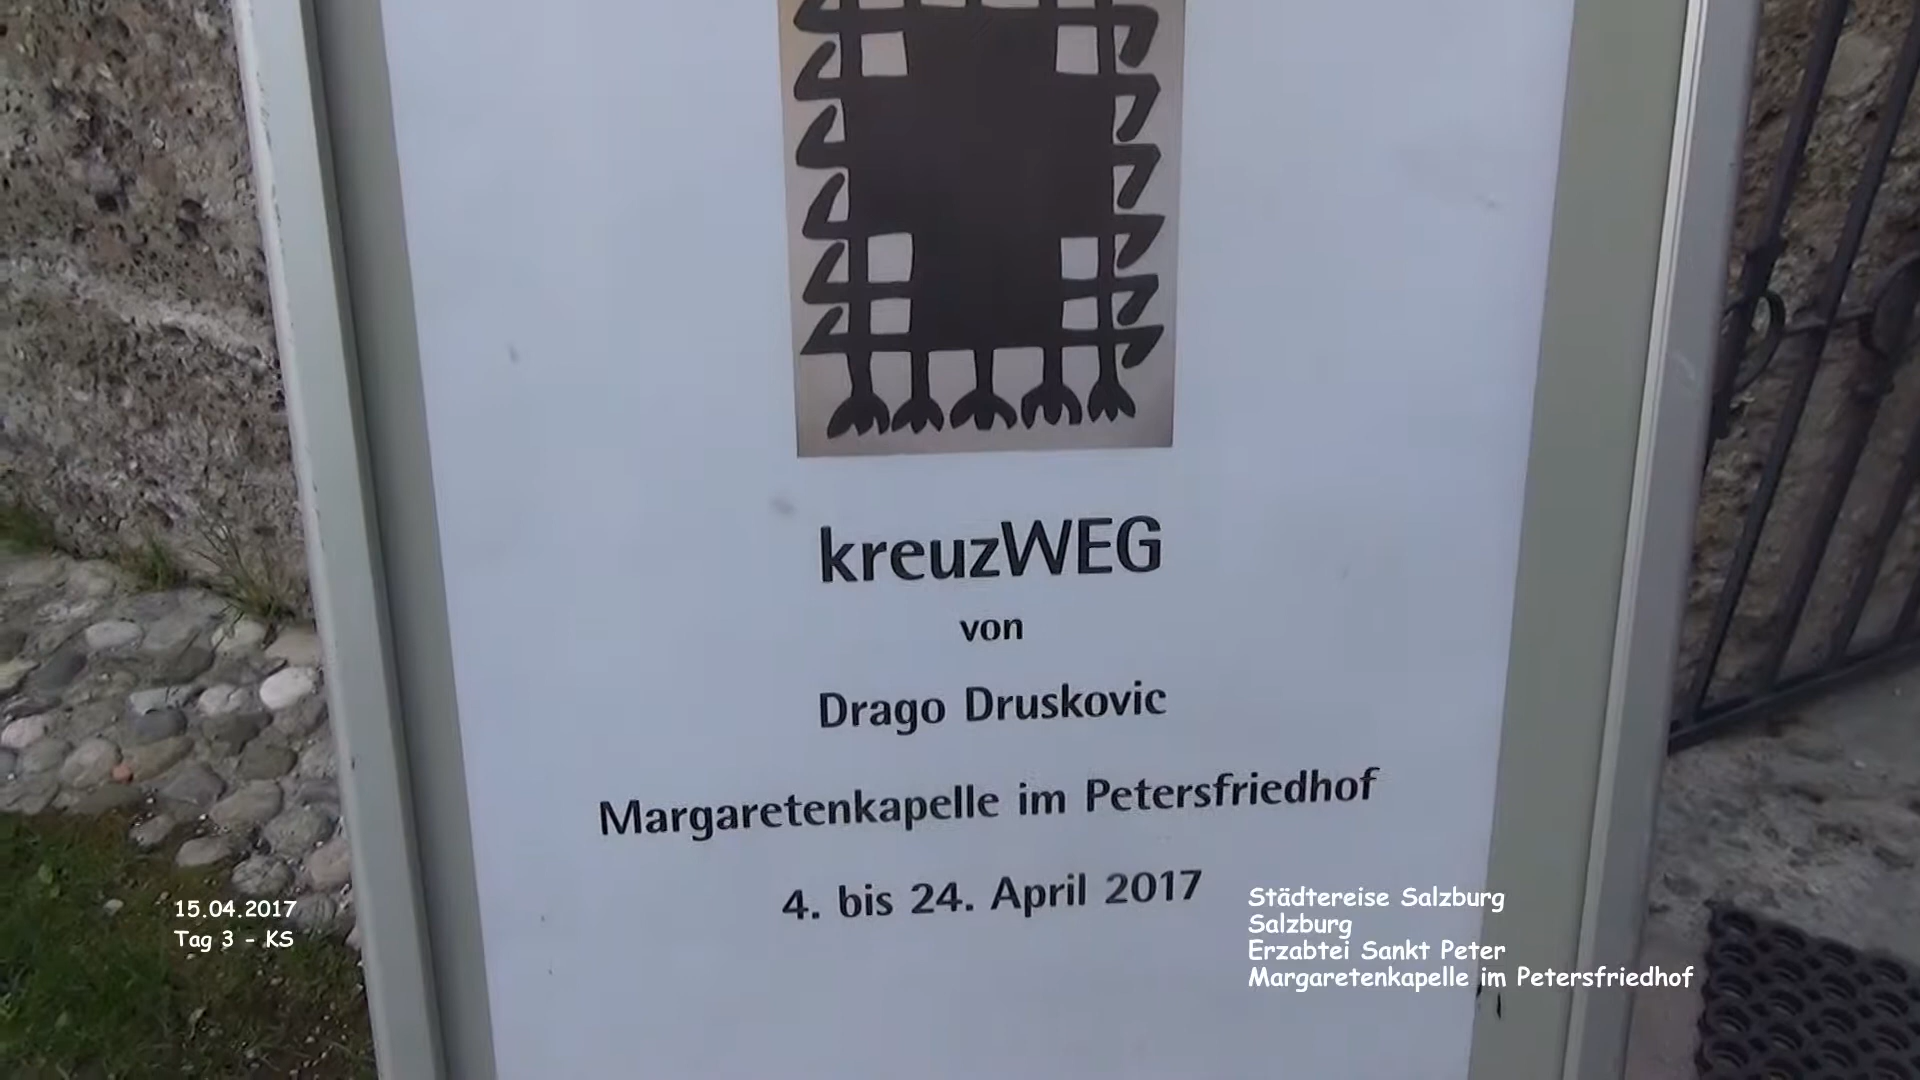 kreuzWEG
von
Drago Druskovic
Margaretenkapelle im Petersfriedhof
4. bis 24. April 2017
15.04.2017
Tag 3 - KS
Städtereise Salzburg
Salzburg
Erzabtei Sankt Peter
Margaretenkapelle im Petersfriedhof